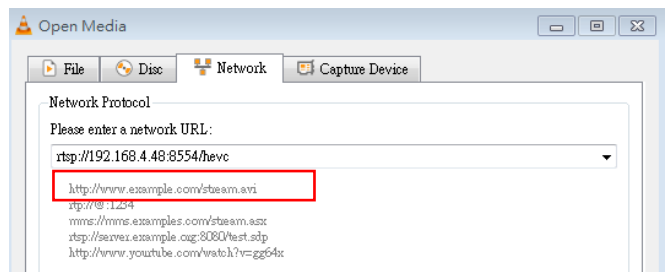 Open Media
File Disc Network Capture Device
Network Protocol
Please enter a network URL:
rtsp://192.168.4.48:8554/hevc
http://www.example.com/stream.avi
rtp://@:1234
mms://mms.examples.com/stream.asx
rtsp://server.example.org:8080/test.sdp
http://www.yourtube.com/watch?v=gg64x